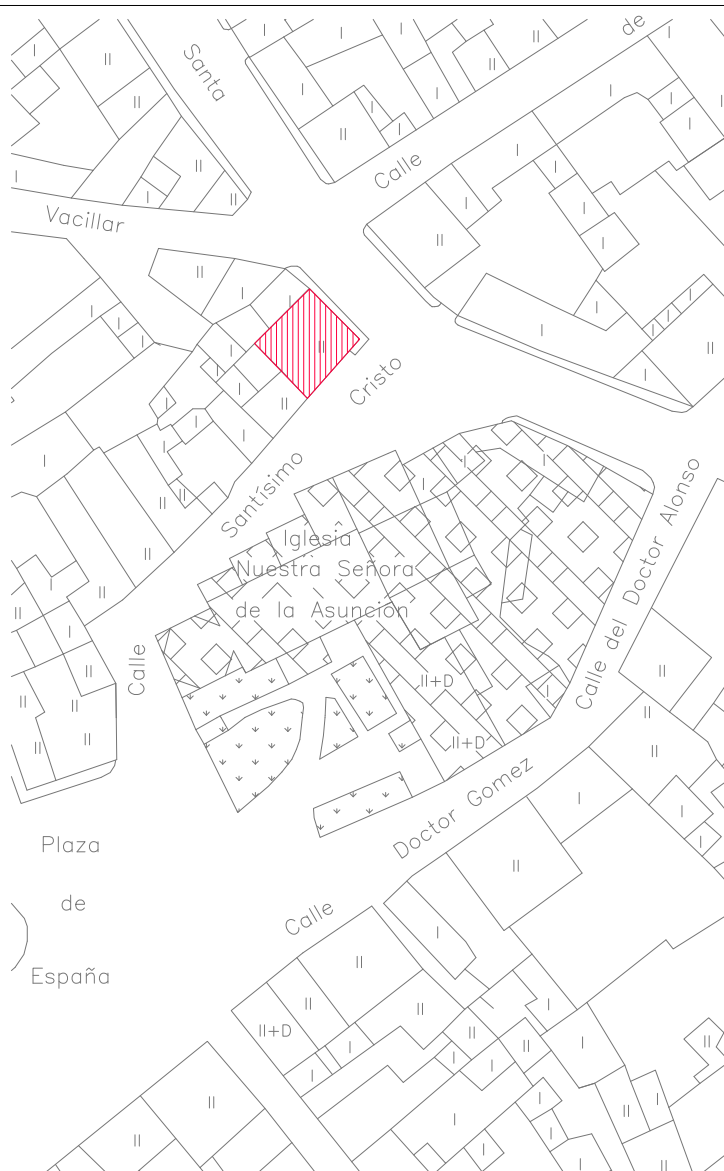 de
Santa
Calle
Vacillar
Cristo
Santísimo
Calle
Iglesia
Nuestra Señora
de la Asunción
Calle del Doctor Alonso
II+D
II+D
Doctor Gomez
Calle
Plaza
de
España
II+D